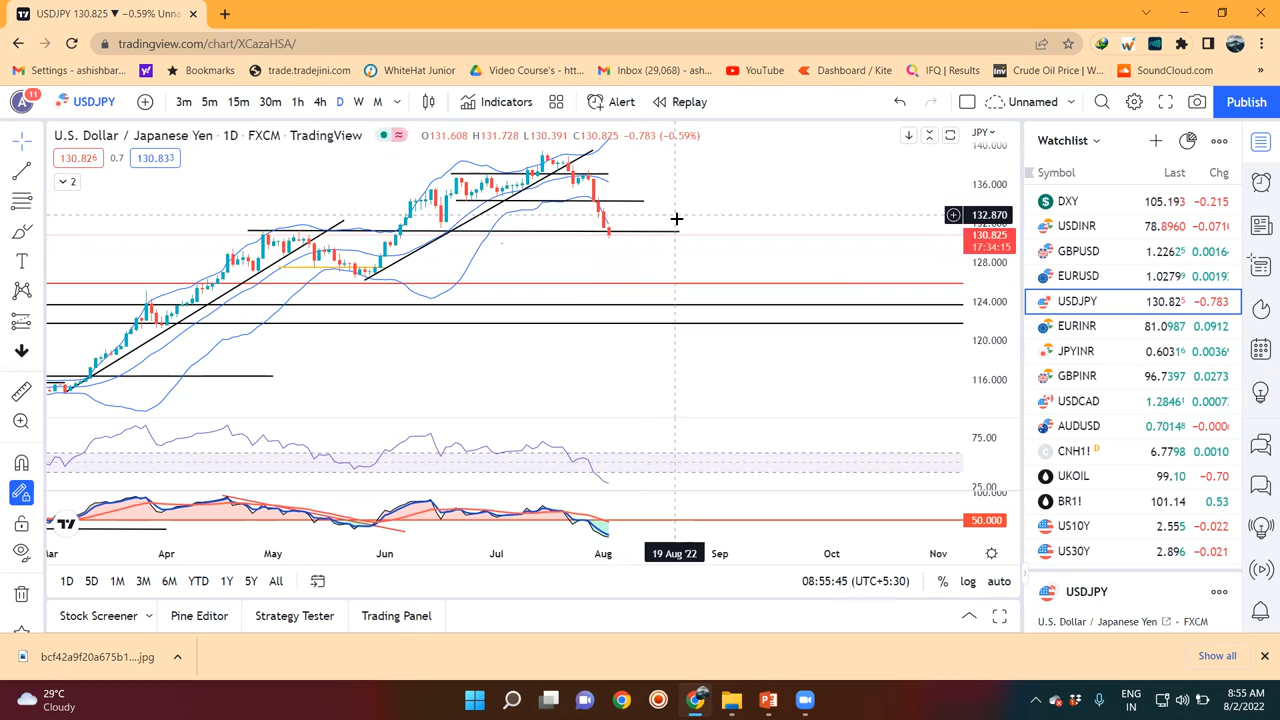 USDJPY 130.825 ▼ −0.59% Unna
tradingview.com/chart/XCazaHSA/
Settings - ashishbar...
Bookmarks
trade.tradejini.com
WhiteHatJunior
Video Course's - htt...
Inbox (29,068) - ash...
YouTube
Dashboard / Kite
IFQ | Results
Crude Oil Price | W...
SoundCloud.com
»
A 11
USDJPY
3m 5m 15m 30m 1h 4h D W M
Indicators
Alert
Replay
Unnamed
Publish
U.S. Dollar / Japanese Yen · 1D · FXCM · TradingView
O131.608 H131.728 L130.391 C130.825 −0.783 (−0.59%)
JPY
130.826 0.7 130.833
2
140.000
136.000
132.870
130.825
17:34:15
128.000
124.000
120.000
116.000
75.00
25.00
100.000
50.000
Mar Apr May Jun Jul Aug 19 Aug '22 Sep Oct Nov
1D 5D 1M 3M 6M YTD 1Y 5Y All
08:55:45 (UTC+5:30)
% log auto
Stock Screener
Pine Editor
Strategy Tester
Trading Panel
Watchlist
Symbol Last Chg
DXY 105.193 −0.215
USDINR 78.8960 −0.0710
GBPUSD 1.2262 0.0016
EURUSD 1.0279 0.0019
USDJPY 130.825 −0.783
EURINR 81.0987 0.0912
JPYINR 0.60316 0.0036
GBPINR 96.7397 0.0273
USDCAD 1.28461 0.0007
AUDUSD 0.70148 −0.000
CNH1! D 6.7798 0.0010
UKOIL 99.10 −0.70
BR1! 101.14 0.53
US10Y 2.555 −0.022
US30Y 2.896 −0.021
USDJPY
U.S. Dollar / Japanese Yen · FXCM
bcf42a9f20a675b1....jpg
Show all
29°C
Cloudy
ENG
IN
8:55 AM
8/2/2022